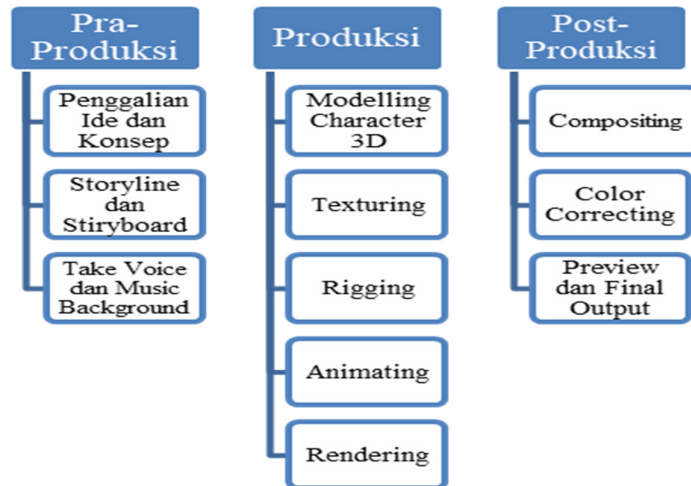 Pra-
Produksi
Penggalian
Ide dan
Konsep
Storyline
dan
Stiryboard
Take Voice
dan Music
Background
Produksi
Modelling
Character
3D
Texturing
Rigging
Animating
Rendering
Post-
Produksi
Compositing
Color
Correcting
Preview
dan Final
Output